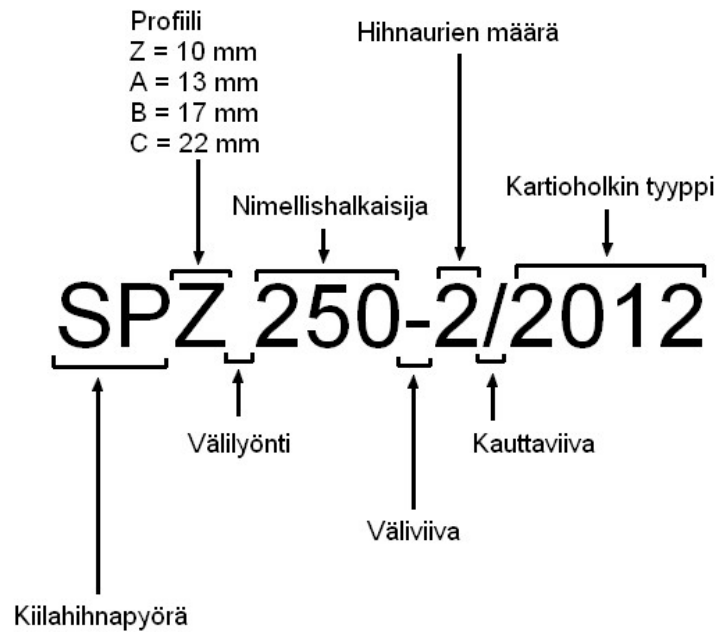 Profiili
Z = 10 mm
A = 13 mm
B = 17 mm
C = 22 mm
Hihnaurien määrä
Nimellishalkaisija
Kartioholkin tyyppi
SPZ 250-2/2012
Välilyönti
Kauttaviiva
Väliviiva
Kiilahihnapyörä